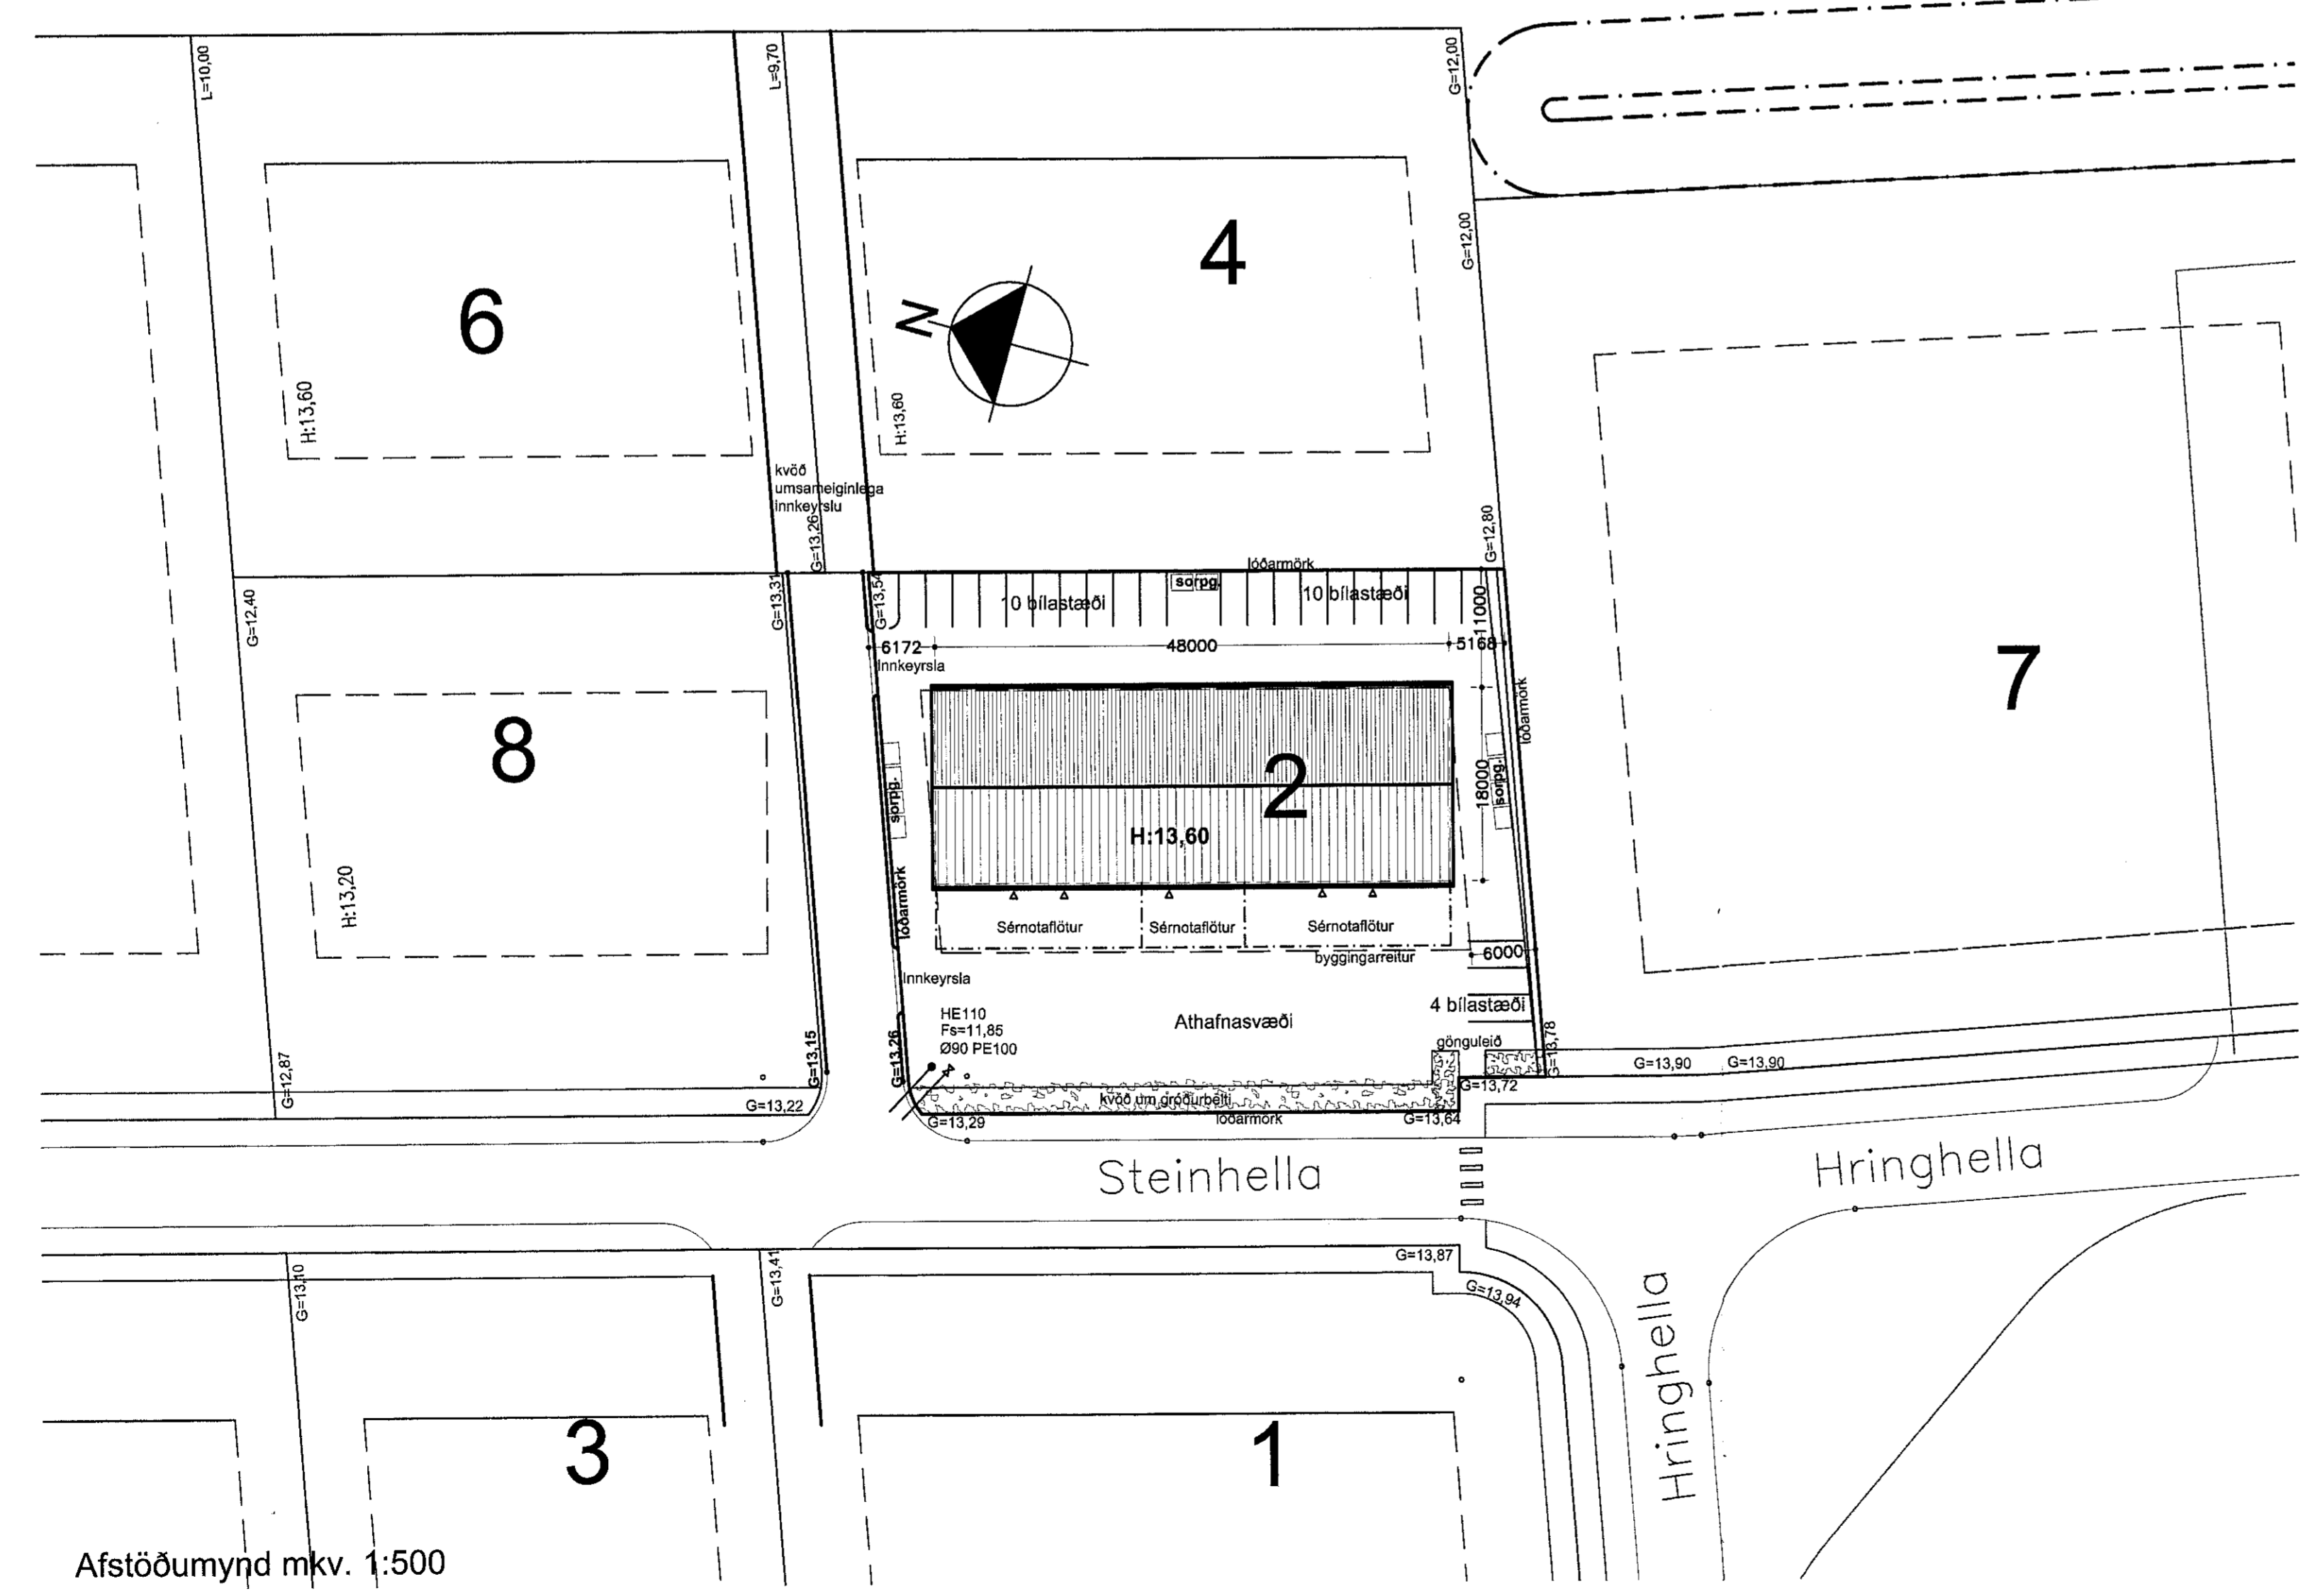 L=10,00
L=9,70
G=12,00
G=12,00
4
6
N
H:13,60
H:13,60
kvöð
umsameiginlega
innkeyrslu
G=13,26
G=12,80
lóðarmörk
G=13,31
G=13,54
sorpg.
10 bílastæði
10 bílastæði
11000
G=12,40
6172
48000
5168
Innkeyrsla
7
lóðarmörk
8
2
sorpg.
18000
sorpg.
H:13,60
H:13,20
lóðarmörk
Sérnotaflötur
Sérnotaflötur
Sérnotaflötur
byggingarreitur
6000
Innkeyrsla
4 bílastæði
HE110
Fs=11,85
Ø90 PE100
Athafnasvæði
gönguleið
G=13,78
G=12,87
G=13,15
G=13,26
G=13,90
G=13,90
G=13,72
G=13,22
kvöð um gróðurbelti
G=13,29
lóðarmörk
G=13,64
Steinhella
Hringhella
G=13,87
G=13,10
G=13,41
G=13,94
Hringhella
3
1
Afstöðumynd mkv. 1:500